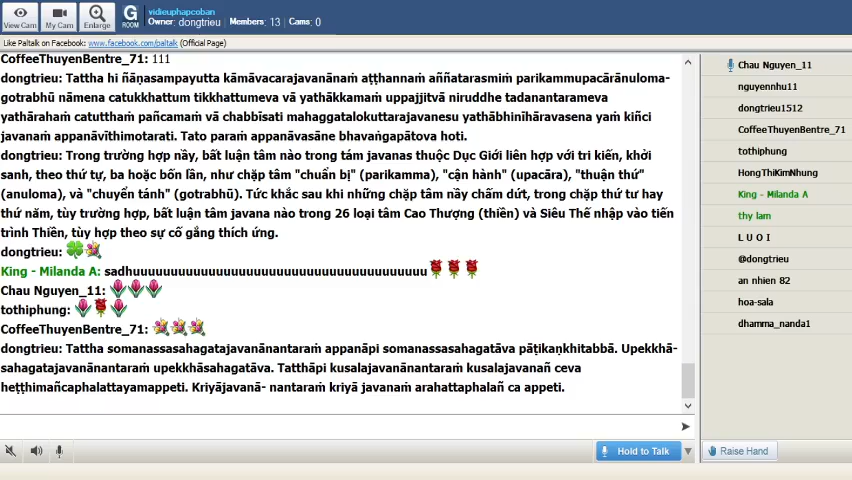 View Cam
My Cam
Enlarge
G
ROOM
vidieuphapcoban
Owner: dongtrieu Members: 13 Cams: 0
Like Paltalk on Facebook: www.facebook.com/paltalk (Official Page)
CoffeeThuyenBentre_71: 111
dongtrieu: Tattha hi ñāṇasampayutta kāmāvacarajavanānaṁ aṭṭhannaṁ aññatarasmiṁ parikammupacārānuloma-
gotrabhū nāmena catukkhattum tikkhattumeva vā yathākkamaṁ uppajjitvā niruddhe tadanantarameva
yathārahaṁ catutthaṁ pañcamaṁ vā chabbīsati mahaggatalokuttarajavanesu yathābhinīhāravasena yaṁ kiñci
javanaṁ appanāvīthimotarati. Tato paraṁ appanāvasāne bhavaṅgapātova hoti.
dongtrieu: Trong trường hợp nầy, bất luận tâm nào trong tám javanas thuộc Dục Giới liên hợp với tri kiến, khởi
sanh, theo thứ tự, ba hoặc bốn lần, như chặp tâm "chuẩn bị" (parikamma), "cận hành" (upacāra), "thuận thứ"
(anuloma), và "chuyển tánh" (gotrabhū). Tức khắc sau khi những chặp tâm nầy chấm dứt, trong chặp thứ tư hay
thứ năm, tùy trường hợp, bất luận tâm javana nào trong 26 loại tâm Cao Thượng (thiền) và Siêu Thế nhập vào tiến
trình Thiền, tùy hợp theo sự cố gắng thích ứng.
dongtrieu:
King - Milanda A: sadhuuuuuuuuuuuuuuuuuuuuuuuuuuuuuuuuuuuuuuu
Chau Nguyen_11:
tothiphung:
CoffeeThuyenBentre_71:
dongtrieu: Tattha somanassasahagatajavanānantaraṁ appanāpi somanassasahagatāva pāṭikaṇkhitabbā. Upekkhā-
sahagatajavanānantaraṁ upekkhāsahagatāva. Tatthāpi kusalajavanānantaraṁ kusalajavanañ ceva
heṭṭhimañcaphalattayamappeti. Kriyājavanā- nantaraṁ kriyā javanaṁ arahattaphalañ ca appeti.
Hold to Talk
Chau Nguyen_11
nguyennhu11
dongtrieu1512
CoffeeThuyenBentre_71
tothiphung
HongThiKimNhung
King - Milanda A
thy lam
L U O I
@dongtrieu
an nhien 82
hoa-sala
dhamma_nanda1
Raise Hand